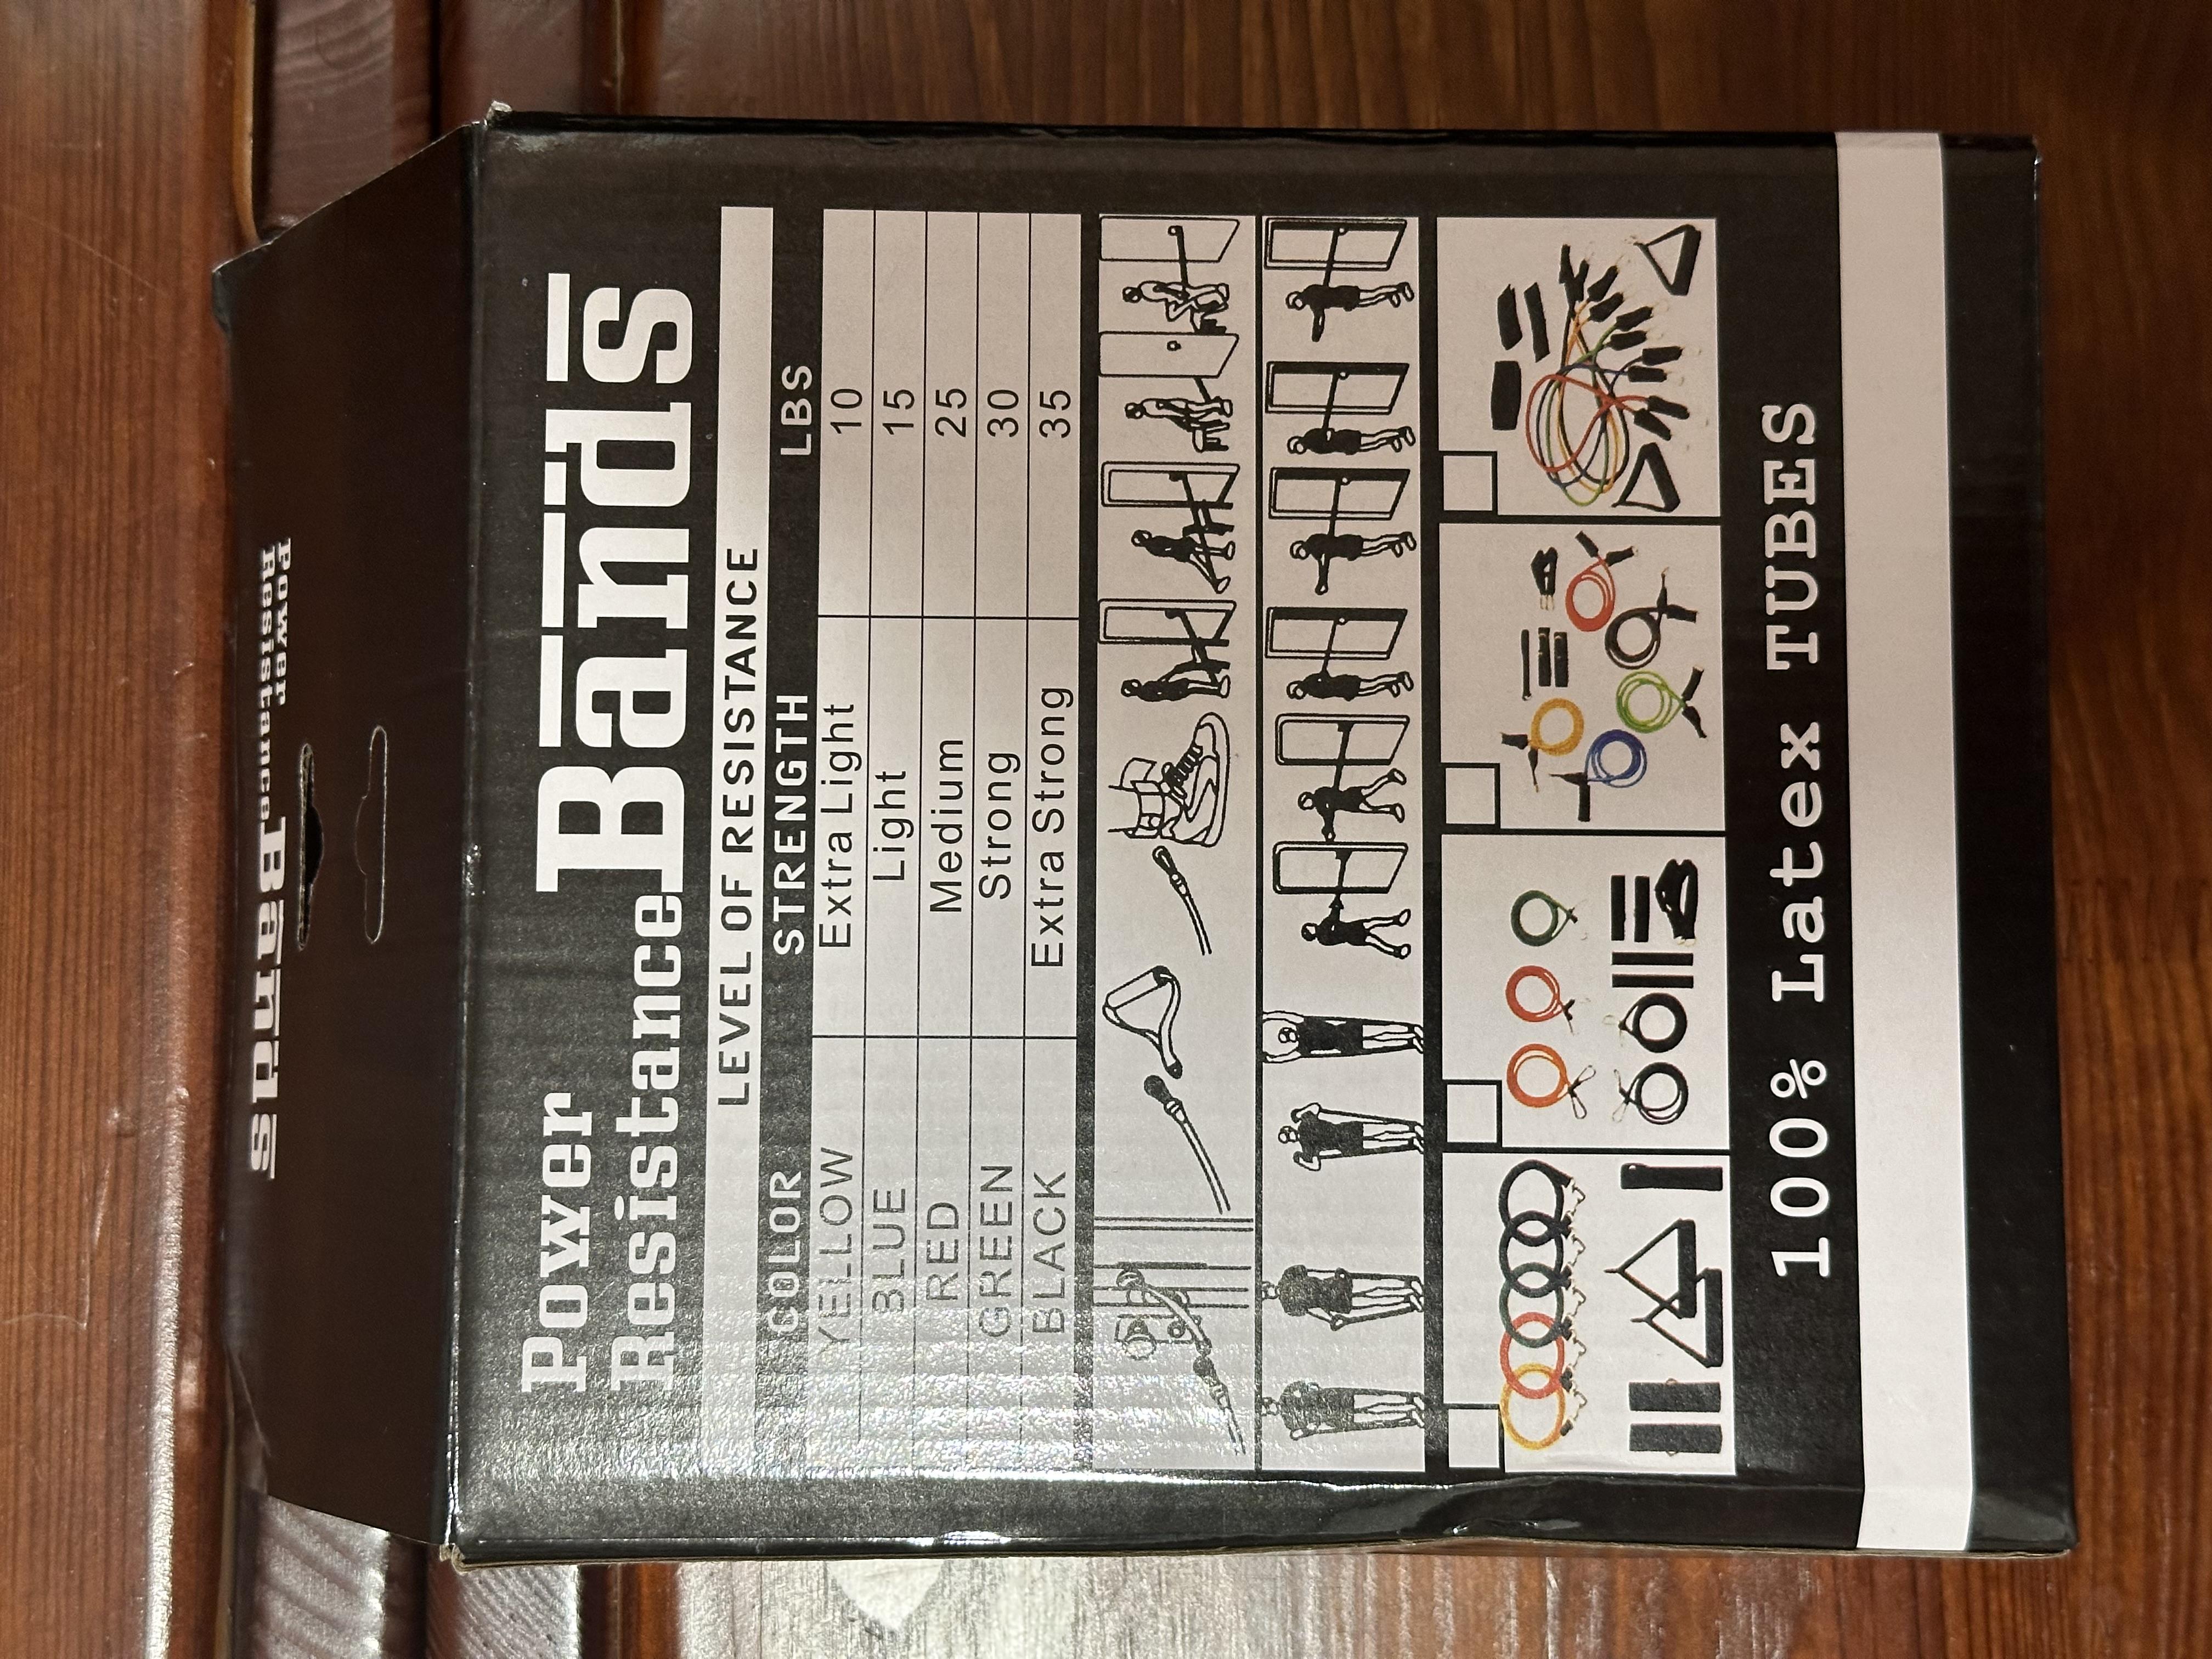 Power
Resistance Bands
Power
Resistance Bands
LEVEL OF RESISTANCE
COLOR STRENGTH LBS
YELLOW Extra Light 10
BLUE Light 15
RED Medium 25
GREEN Strong 30
BLACK Extra Strong 35
100% Latex TUBES